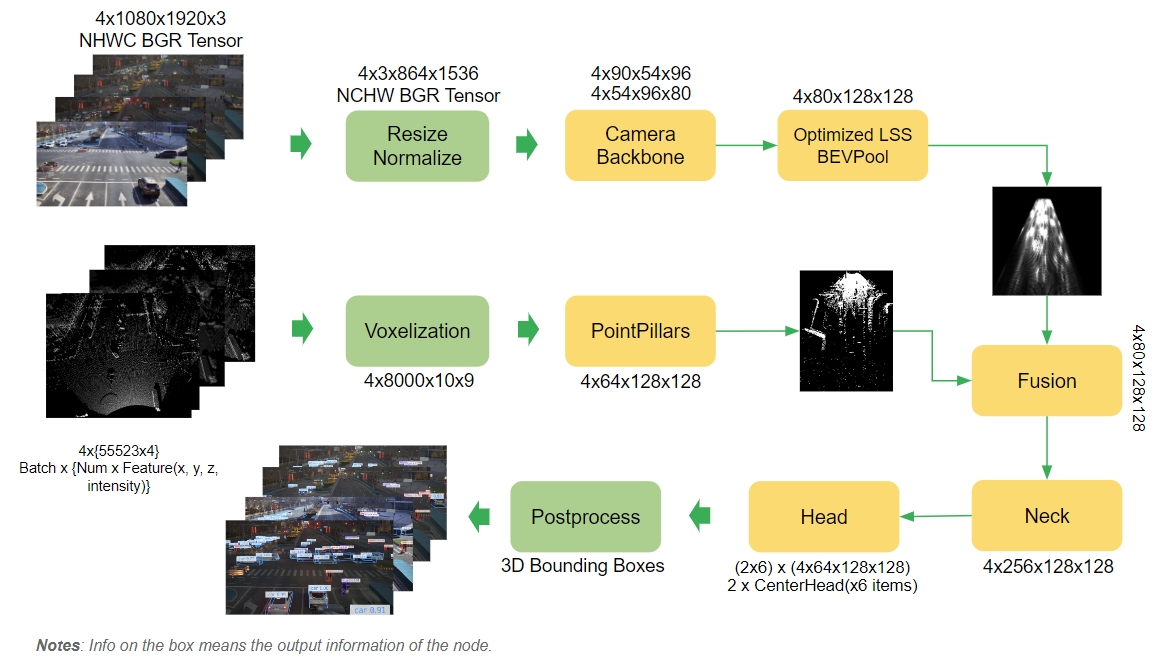 4x1080x1920x3
NHWC BGR Tensor
4x3x864x1536
NCHW BGR Tensor
Resize
Normalize
4x90x54x96
4x54x96x80
Camera
Backbone
4x80x128x128
Optimized LSS
BEVPool
Voxelization
4x8000x10x9
PointPillars
4x64x128x128
Fusion
4x80x128x128
4x{55523x4}
Batch x {Num x Feature(x, y, z,
intensity)}
car 0.91
Postprocess
3D Bounding Boxes
Head
(2x6) x (4x64x128x128)
2 x CenterHead(x6 items)
Neck
4x256x128x128
Notes: Info on the box means the output information of the node.